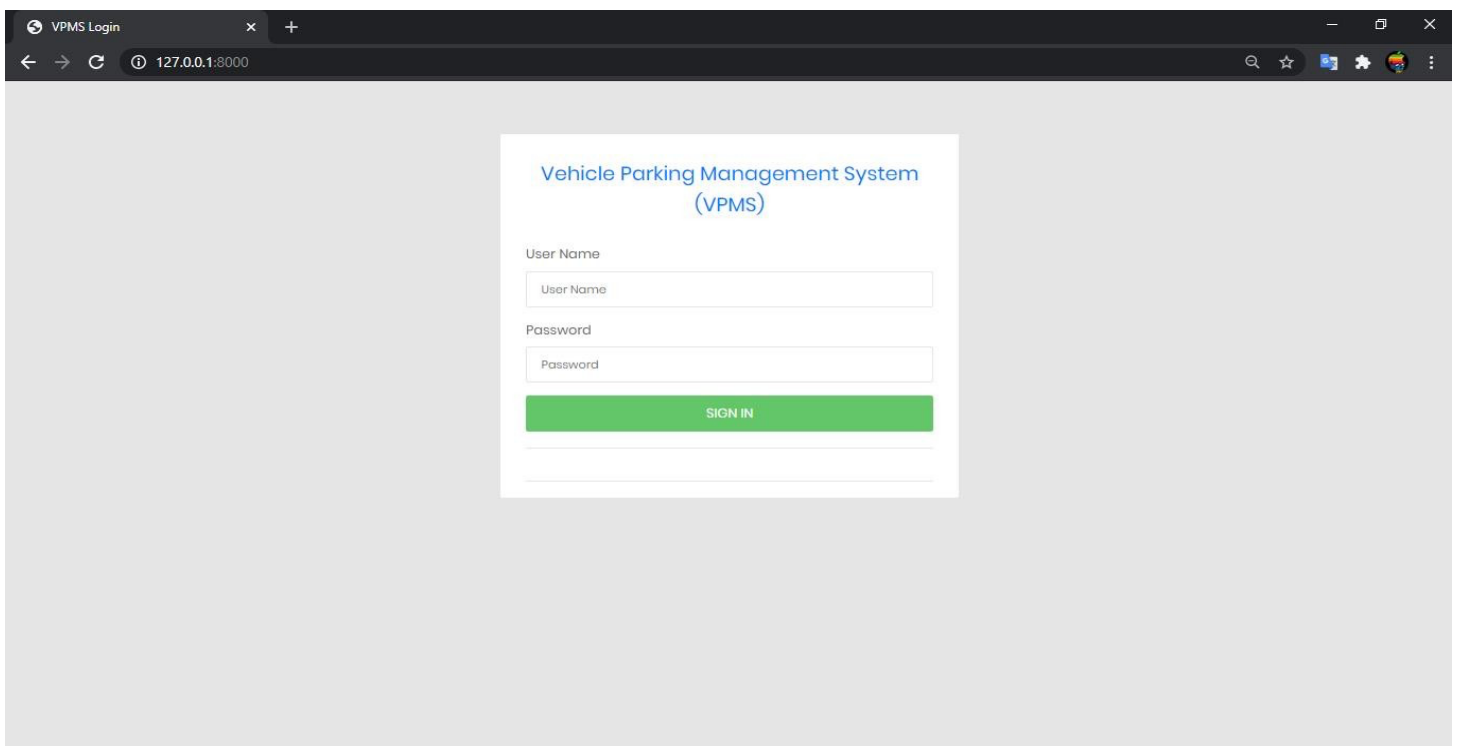 VPMS Login
127.0.0.1:8000
Vehicle Parking Management System
(VPMS)
User Name
User Name
Password
Password
SIGN IN